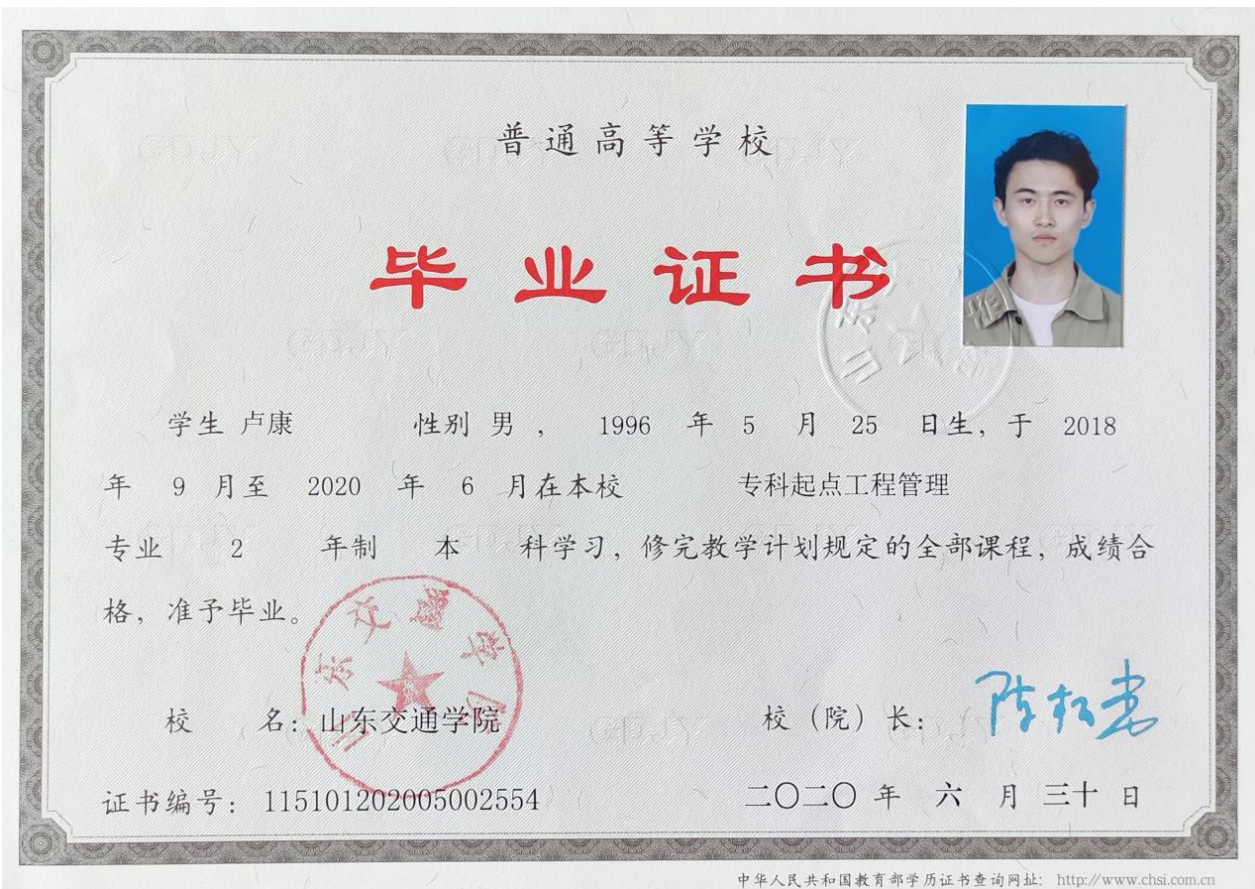 普通高等学校
毕业证书
学生 卢康 性别 男 ， 1996 年 5 月 25 日生，于 2018
年 9 月至 2020 年 6 月在本校 专科起点工程管理
专业 2 年制 本 科学习，修完教学计划规定的全部课程，成绩合
格，准予毕业。
山东交通学院
校 名：山东交通学院 校（院）长：
证书编号：115101202005002554 二〇二〇 年 六 月 三十 日
中华人民共和国教育部学历证书查询网址：http://www.chsi.com.cn